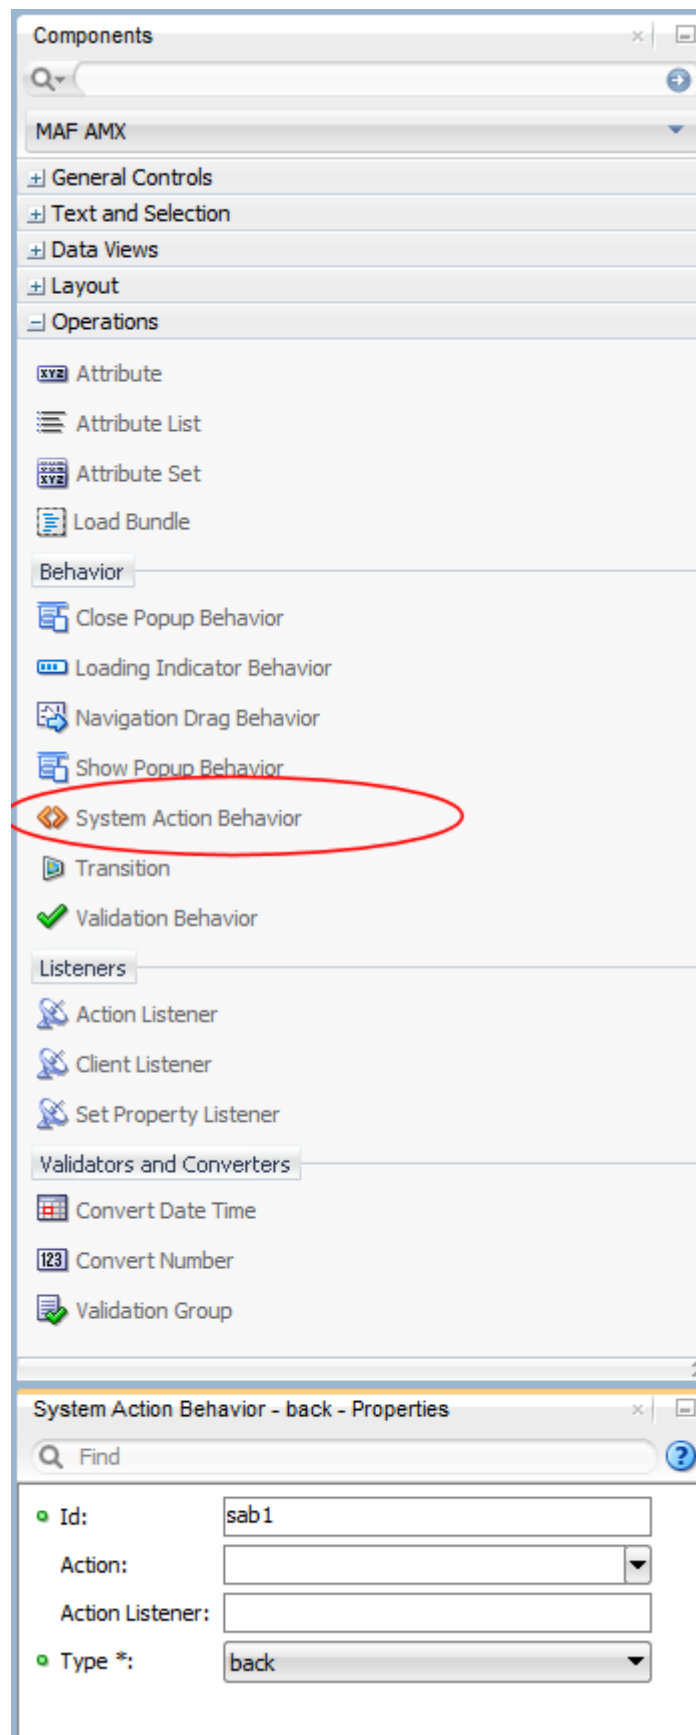 Components
MAF AMX
General Controls
Text and Selection
Data Views
Layout
Operations
XYZ Attribute
Attribute List
XYZ Attribute Set
Load Bundle
Behavior
Close Popup Behavior
Loading Indicator Behavior
Navigation Drag Behavior
Show Popup Behavior
System Action Behavior
Transition
Validation Behavior
Listeners
Action Listener
Client Listener
Set Property Listener
Validators and Converters
Convert Date Time
123 Convert Number
Validation Group
System Action Behavior - back - Properties
Find
Id: sab1
Action:
Action Listener:
Type *: back